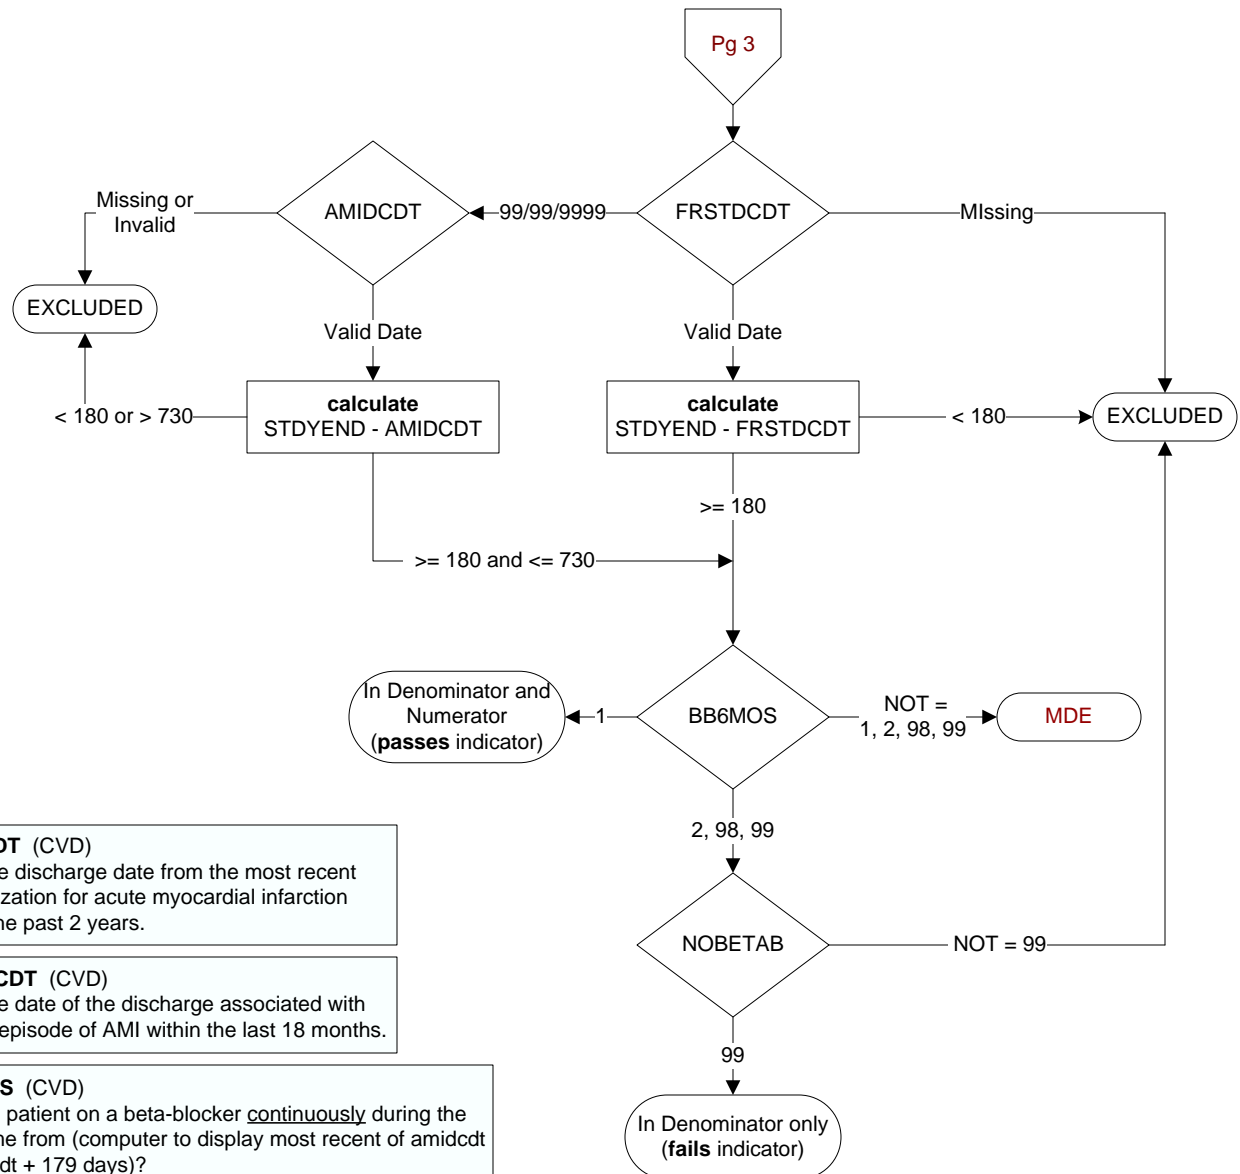 Pg 3
Missing or
Invalid
AMIDCDT
99/99/9999
FRSTDCDT
MIssing
EXCLUDED
Valid Date
Valid Date
< 180 or > 730
calculate
STDYEND - AMIDCDT
calculate
STDYEND - FRSTDCDT
< 180
EXCLUDED
>= 180
>= 180 and <= 730
In Denominator and
Numerator
(passes indicator)
1
BB6MOS
NOT =
1, 2, 98, 99
MDE
2, 98, 99
NOBETAB
NOT = 99
99
In Denominator only
(fails indicator)
(CVD)
discharge date from the most recent
for acute myocardial infarction
past 2 years.
(CVD)
date of the discharge associated with
episode of AMI within the last 18 months.
(CVD)
patient on a beta-blocker continuously during the
from (computer to display most recent of amidcdt
+ 179 days)?